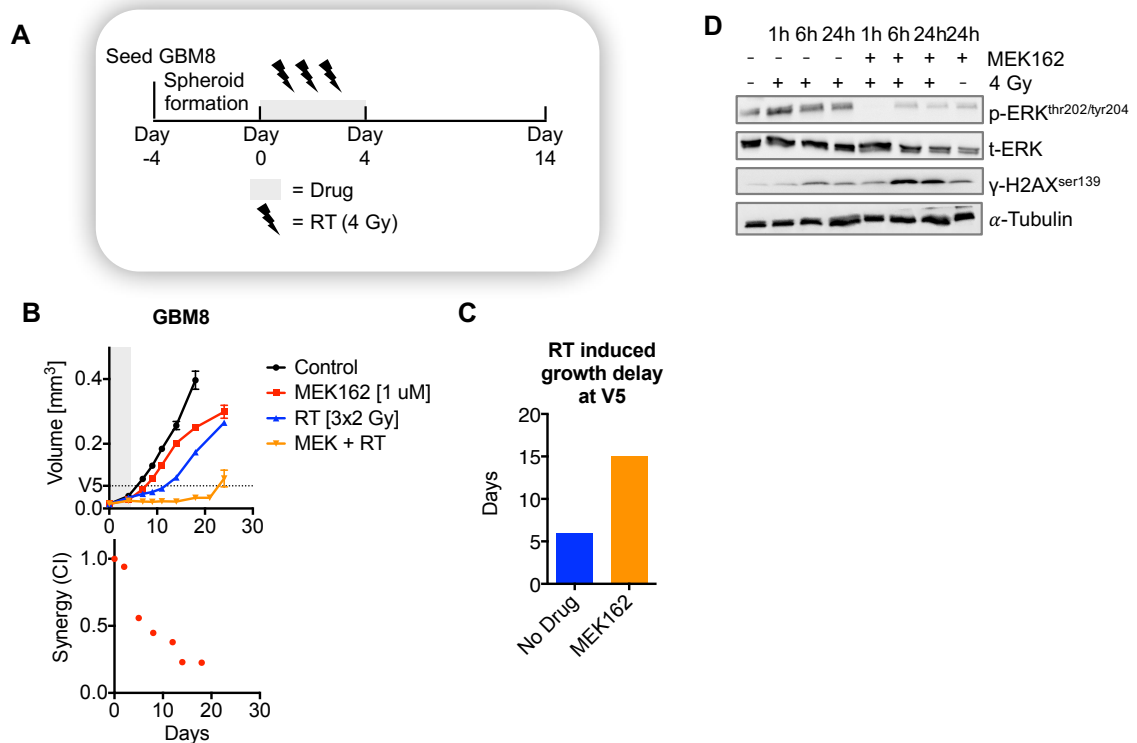 A
Seed GBM8
Spheroid
formation
Day Day Day Day
-4 0 4 14
= Drug
= RT (4 Gy)
B
GBM8
Volume [mm³]
0.4
0.2
V5
0.0
0 10 20 30
Control
MEK162 [1 uM]
RT [3x2 Gy]
MEK + RT
Synergy (CI)
1.0
0.5
0.0
0 10 20 30
Days
C
RT induced
growth delay
at V5
Days
20
15
10
5
0
No Drug
MEK162
D
1h 6h 24h 1h 6h 24h 24h
- - - - + + + + MEK162
- + + + + + + - 4 Gy
p-ERKthr202/tyr204
t-ERK
γ-H2AXser139
α-Tubulin